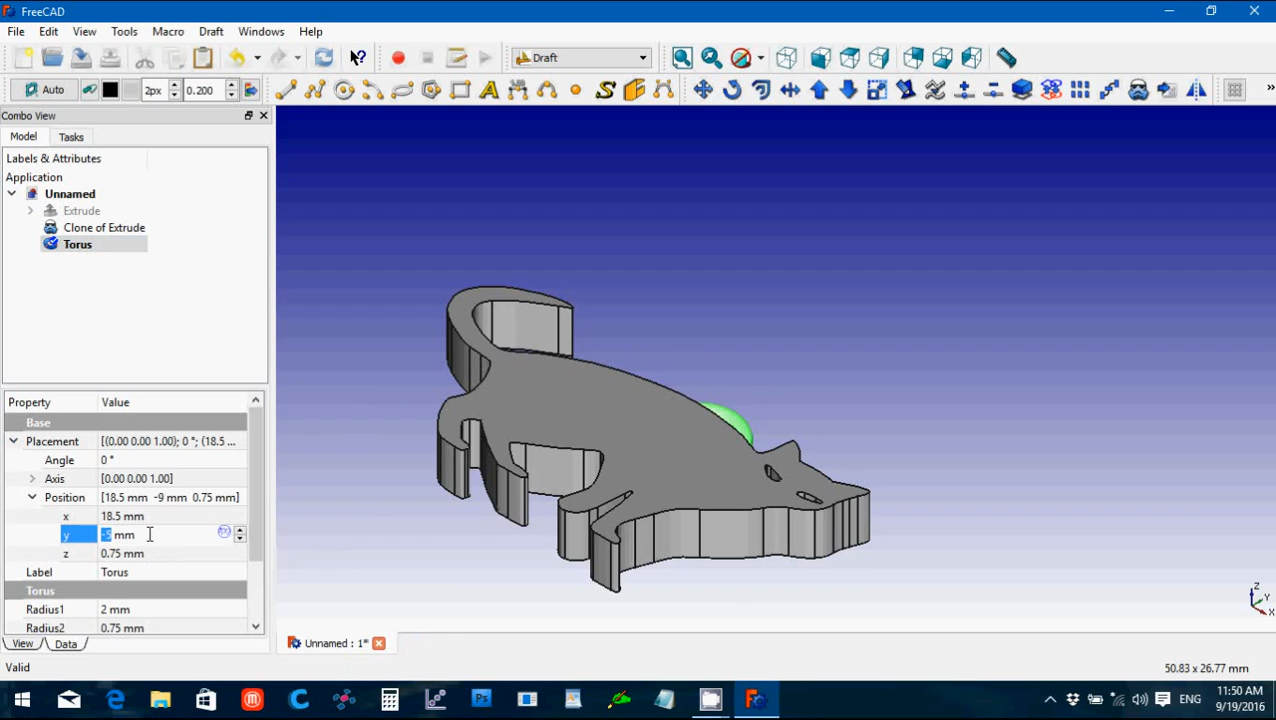 FreeCAD
File Edit View Tools Macro Draft Windows Help
Draft
Auto 2px 0.200
Combo View
Model Tasks
Labels & Attributes
Application
Unnamed
Extrude
Clone of Extrude
Torus
Property Value
Base
Placement [(0.00 0.00 1.00); 0 °; (18.5 ...
Angle 0 °
Axis [0.00 0.00 1.00]
Position [18.5 mm -9 mm 0.75 mm]
x 18.5 mm
y -5 mm
z 0.75 mm
Label Torus
Torus
Radius1 2 mm
Radius2 0.75 mm
View Data
Unnamed : 1*
Z
Y
X
Valid 50.83 x 26.77 mm
ENG 11:50 AM
9/19/2016